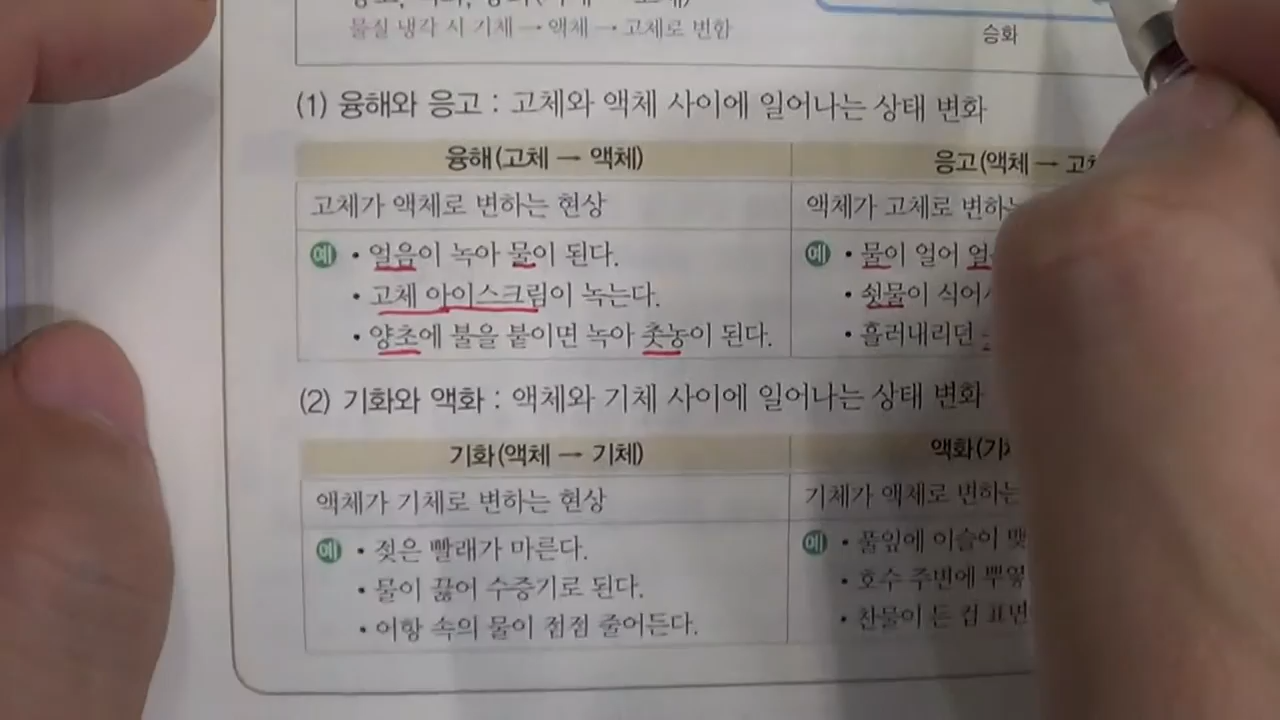 물질 냉각 시 기체 → 액체 → 고체로 변함
승화
(1) 융해와 응고 : 고체와 액체 사이에 일어나는 상태 변화
융해(고체 → 액체)
응고(액체 → 고체
고체가 액체로 변하는 현상
액체가 고체로 변하는
예 • 얼음이 녹아 물이 된다.
• 고체 아이스크림이 녹는다.
• 양초에 불을 붙이면 녹아 촛농이 된다.
예 • 물이 얼어
• 쇳물이 식어
• 흘러내리던
(2) 기화와 액화 : 액체와 기체 사이에 일어나는 상태 변화
기화(액체 → 기체)
액화(기
액체가 기체로 변하는 현상
기체가 액체로 변하는
예 • 젖은 빨래가 마른다.
• 물이 끓어 수증기로 된다.
• 어항 속의 물이 점점 줄어든다.
예 • 풀잎에 이슬이 맺
• 호수 주변에 뿌옇
• 찬물이 든 컵 표면